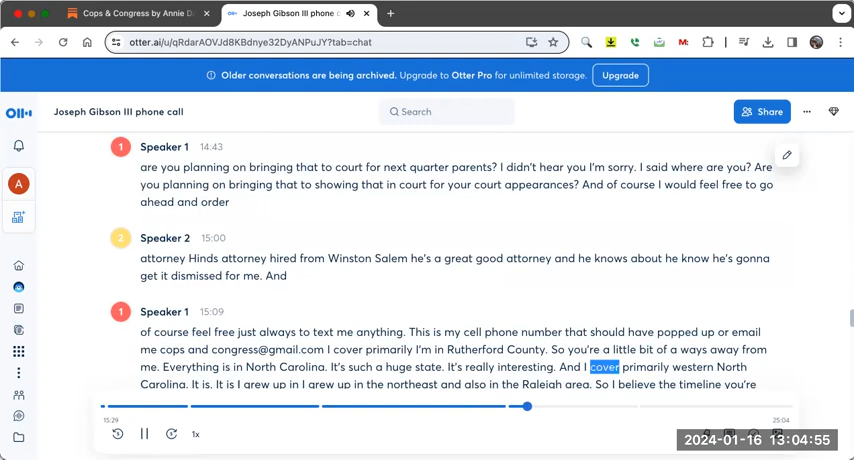 Cops & Congress by Annie D
Joseph Gibson III phone c
otter.ai/u/qRdarAOVJd8KBdnye32DyANPuJY?tab=chat
Older conversations are being archived. Upgrade to Otter Pro for unlimited storage. Upgrade
Joseph Gibson III phone call
Search
Share
A
1 Speaker 1 14:43
are you planning on bringing that to court for next quarter parents? I didn't hear you I'm sorry. I said where are you? Are
you planning on bringing that to showing that in court for your court appearances? And of course I would feel free to go
ahead and order
2 Speaker 2 15:00
attorney Hinds attorney hired from Winston Salem he's a great good attorney and he knows about he know he's gonna
get it dismissed for me. And
1 Speaker 1 15:09
of course feel free just always to text me anything. This is my cell phone number that should have popped up or email
me cops and congress@gmail.com I cover primarily I'm in Rutherford County. So you're a little bit of a ways away from
me. Everything is in North Carolina. It's such a huge state. It's really interesting. And I cover primarily western North
Carolina. It is. It is I grew up in I grew up in the northeast and also in the Raleigh area. So I believe the timeline you're
15:29
25:04
1x
2024-01-16 13:04:55